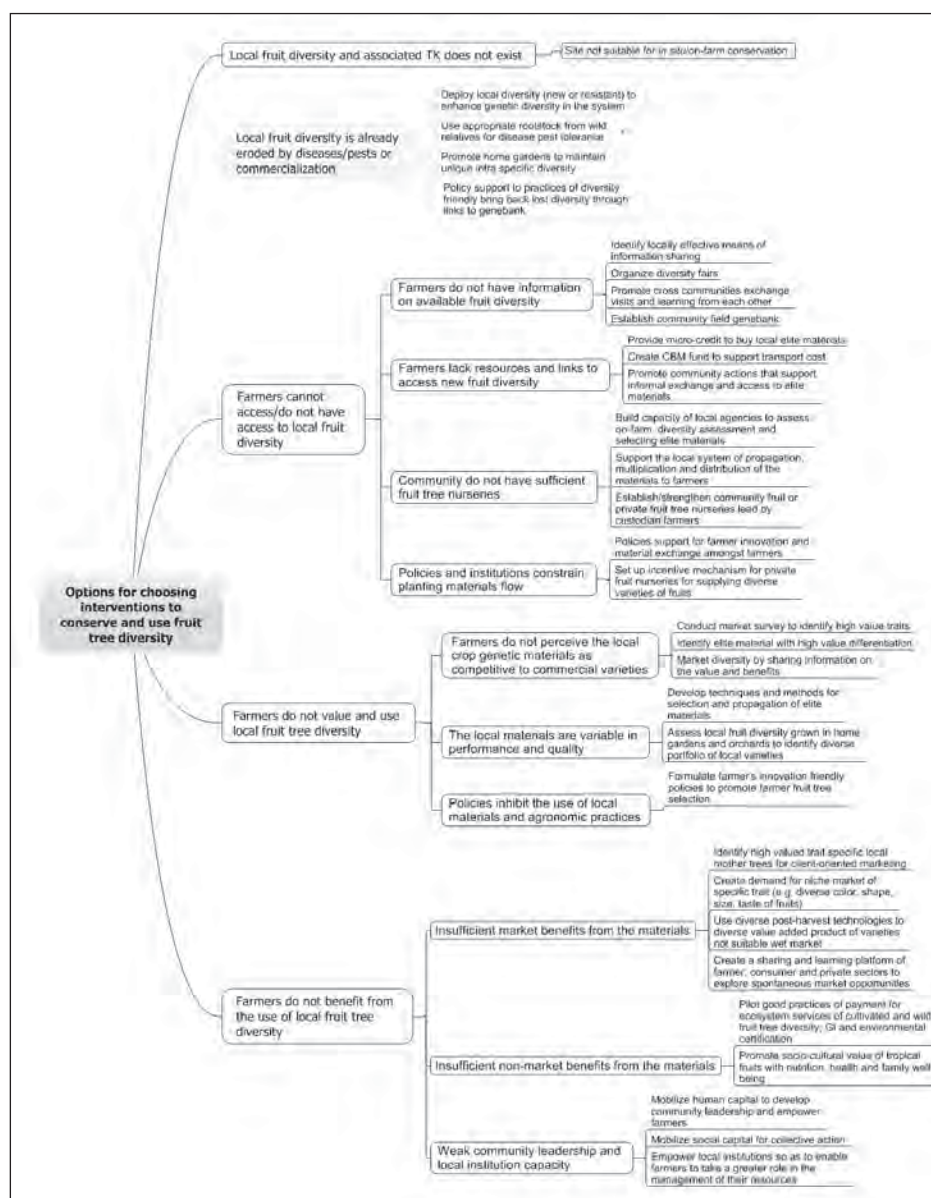 Local fruit diversity and associated TK does not exist
Site not suitable for in situ/on-farm conservation
Local fruit diversity is already
eroded by diseases/pests or
commercialization
Deploy local diversity (new or resistant) to
enhance genetic diversity in the system
Use appropriate rootstock from wild
relatives for disease pest tolerance
Promote home gardens to maintain
unique intra specific diversity
Policy support to practices of diversity
friendly bring back lost diversity through
links to genebank
Farmers cannot
access/do not have
access to local fruit
diversity
Farmers do not have information
on available fruit diversity
Identify locally effective means of
information sharing
Organize diversity fairs
Promote cross communities exchange
visits and learning from each other
Establish community field genebank
Farmers lack resources and links to
access new fruit diversity
Provide micro-credit to buy local elite materials
Create CBM fund to support transport cost
Promote community actions that support
informal exchange and access to elite
materials
Community do not have sufficient
fruit tree nurseries
Build capacity of local agencies to assess
on-farm diversity assessment and
selecting elite materials
Support the local system of propagation,
multiplication and distribution of the
materials to farmers
Establish/strengthen community fruit or
private fruit tree nurseries lead by
custodian farmers
Policies and institutions constrain
planting materials flow
Policies support for farmer innovation and
material exchange amongst farmers
Set up incentive mechanism for private
fruit nurseries for supplying diverse
varieties of fruits
Options for choosing
interventions to
conserve and use fruit
tree diversity
Farmers do not value and use
local fruit tree diversity
Farmers do not perceive the local
crop genetic materials as
competitive to commercial varieties
Conduct market survey to identify high value traits
Identify elite material with high value differentiation
Market diversity by sharing information on
the value and benefits
The local materials are variable in
performance and quality
Develop techniques and methods for
selection and propagation of elite
materials
Assess local fruit diversity grown in home
gardens and orchards to identify diverse
portfolio of local varieties
Policies inhibit the use of local
materials and agronomic practices
Formulate farmer's innovation friendly
policies to promote farmer fruit tree
selection
Farmers do not benefit from
the use of local fruit tree
diversity
Insufficient market benefits from the materials
Identify high valued trait specific local
mother trees for client-oriented marketing
Create demand for niche market of
specific trait (e.g. diverse color, shape,
size, taste of fruits)
Use diverse post-harvest technologies to
diverse value added product of varieties
not suitable wet market
Create a sharing and learning platform of
farmer, consumer and private sectors to
explore spontaneous market opportunities
Insufficient non-market benefits from the materials
Pilot good practices of payment for
ecosystem services of cultivated and wild
fruit tree diversity; GI and environmental
certification
Promote socio-cultural value of tropical
fruits with nutrition, health and family well
being
Weak community leadership and
local institution capacity
Mobilize human capital to develop
community leadership and empower
farmers
Mobilize social capital for collective action
Empower local institutions so as to enable
farmers to take a greater role in the
management of their resources